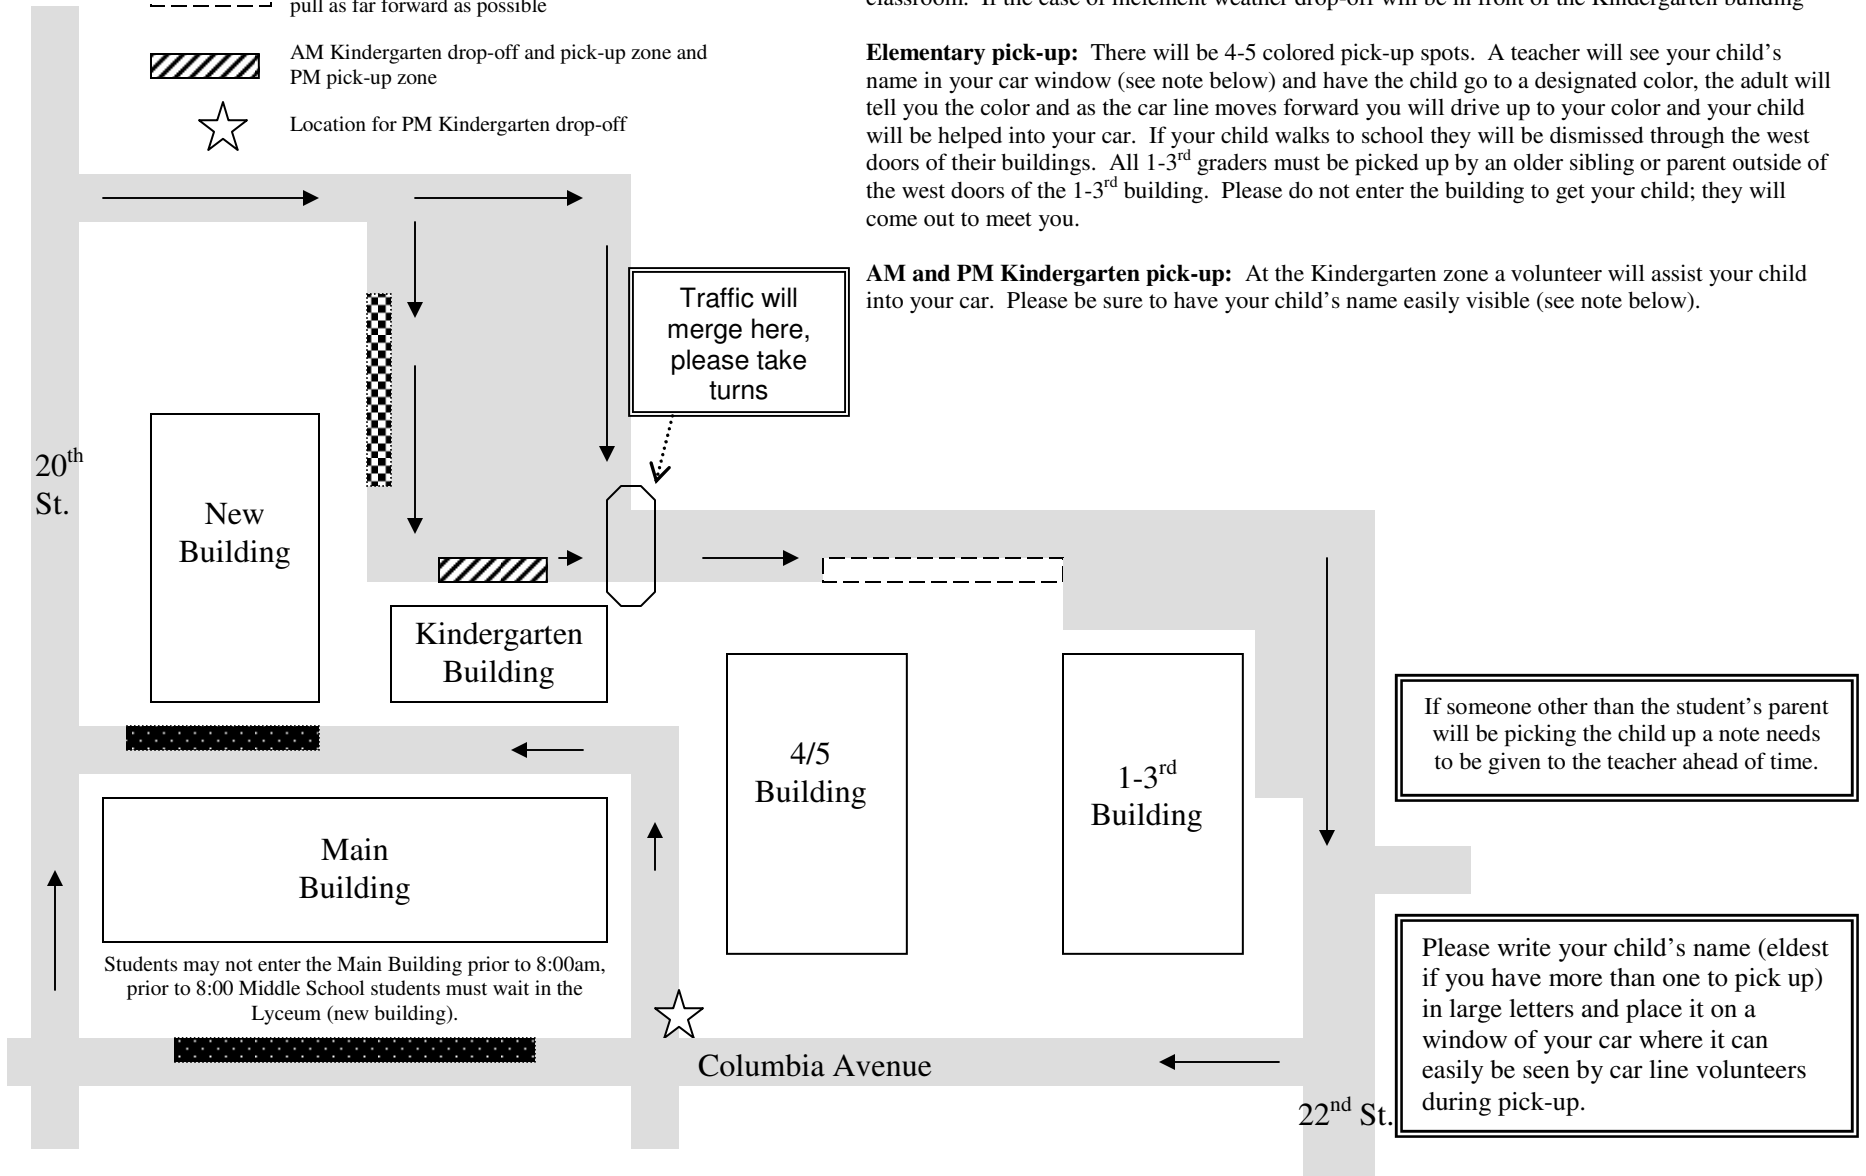 pull as far forward as possible
AM Kindergarten drop-off and pick-up zone and
PM pick-up zone
Location for PM Kindergarten drop-off
classroom. If the case of inclement weather drop-off will be in front of the Kindergarten building
Elementary pick-up: There will be 4-5 colored pick-up spots. A teacher will see your child's
name in your car window (see note below) and have the child go to a designated color, the adult will
tell you the color and as the car line moves forward you will drive up to your color and your child
will be helped into your car. If your child walks to school they will be dismissed through the west
doors of their buildings. All 1-3rd graders must be picked up by an older sibling or parent outside of
the west doors of the 1-3rd building. Please do not enter the building to get your child; they will
come out to meet you.
AM and PM Kindergarten pick-up: At the Kindergarten zone a volunteer will assist your child
into your car. Please be sure to have your child's name easily visible (see note below).
Traffic will
merge here,
please take
turns
20th
St.
New
Building
Kindergarten
Building
4/5
Building
1-3rd
Building
If someone other than the student's parent
will be picking the child up a note needs
to be given to the teacher ahead of time.
Main
Building
Students may not enter the Main Building prior to 8:00am,
prior to 8:00 Middle School students must wait in the
Lyceum (new building).
Please write your child's name (eldest
if you have more than one to pick up)
in large letters and place it on a
window of your car where it can
easily be seen by car line volunteers
during pick-up.
Columbia Avenue
22nd St.